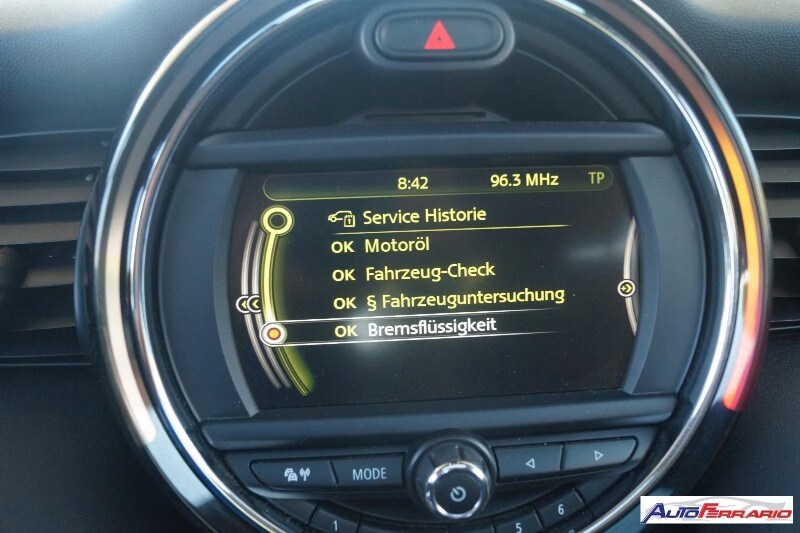 8:42 96.3 MHz TP
Service Historie
OK Motoröl
OK Fahrzeug-Check
OK § Fahrzeuguntersuchung
OK Bremsflüssigkeit
MODE
1 5 6
AUTOFERRARIO